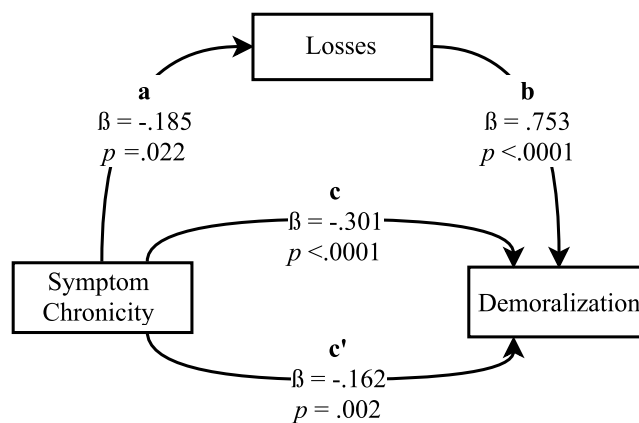 Losses
a
ß = -.185
p =.022
b
ß = .753
p <.0001
c
ß = -.301
p <.0001
Symptom
Chronicity
Demoralization
c'
ß = -.162
p = .002